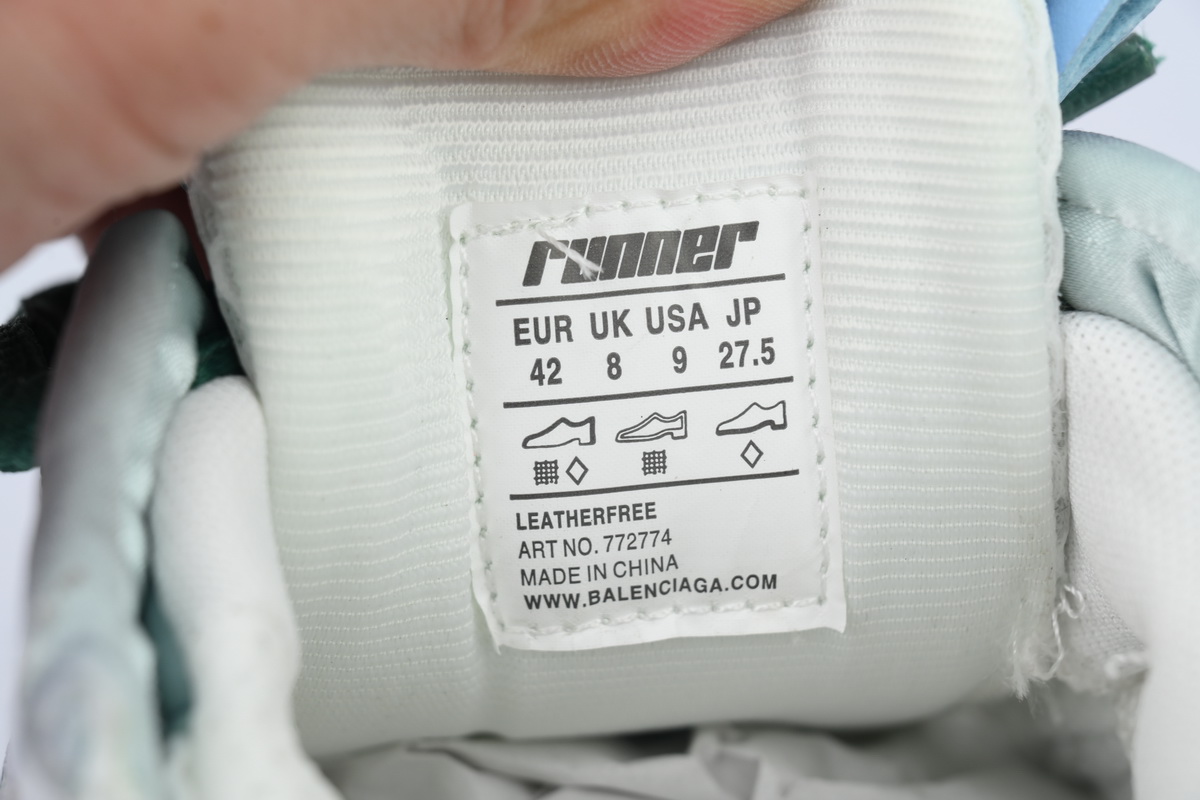 runner
EUR UK USA JP
42 8 9 27.5
LEATHERFREE
ART NO. 772774
MADE IN CHINA
WWW.BALENCIAGA.COM